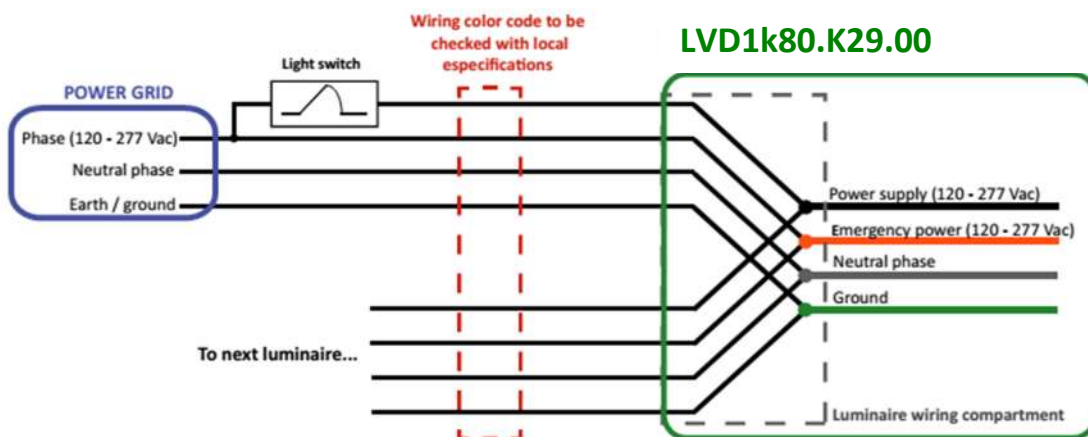 Wiring color code to be
checked with local
especifications
LVD1k80.K29.00
Light switch
POWER GRID
Phase (120 - 277 Vac)
Neutral phase
Earth / ground
Power supply (120 - 277 Vac)
Emergency power (120 - 277 Vac)
Neutral phase
Ground
To next luminaire...
Luminaire wiring compartment